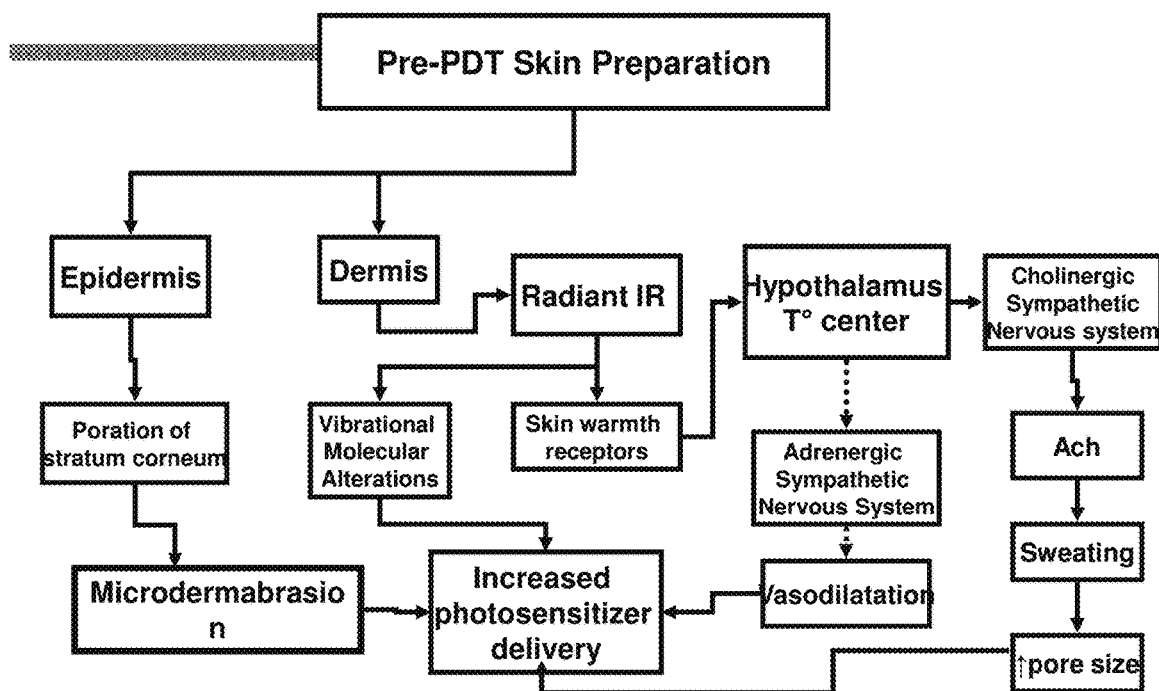 Pre-PDT Skin Preparation
Epidermis
Dermis
Radiant IR
Hypothalamus
T° center
Cholinergic
Sympathetic
Nervous system
Poration of
stratum corneum
Vibrational
Molecular
Alterations
Skin warmth
receptors
Adrenergic
Sympathetic
Nervous System
Ach
Sweating
Microdermabrasio
n
Increased
photosensitizer
delivery
Vasodilatation
↑pore size